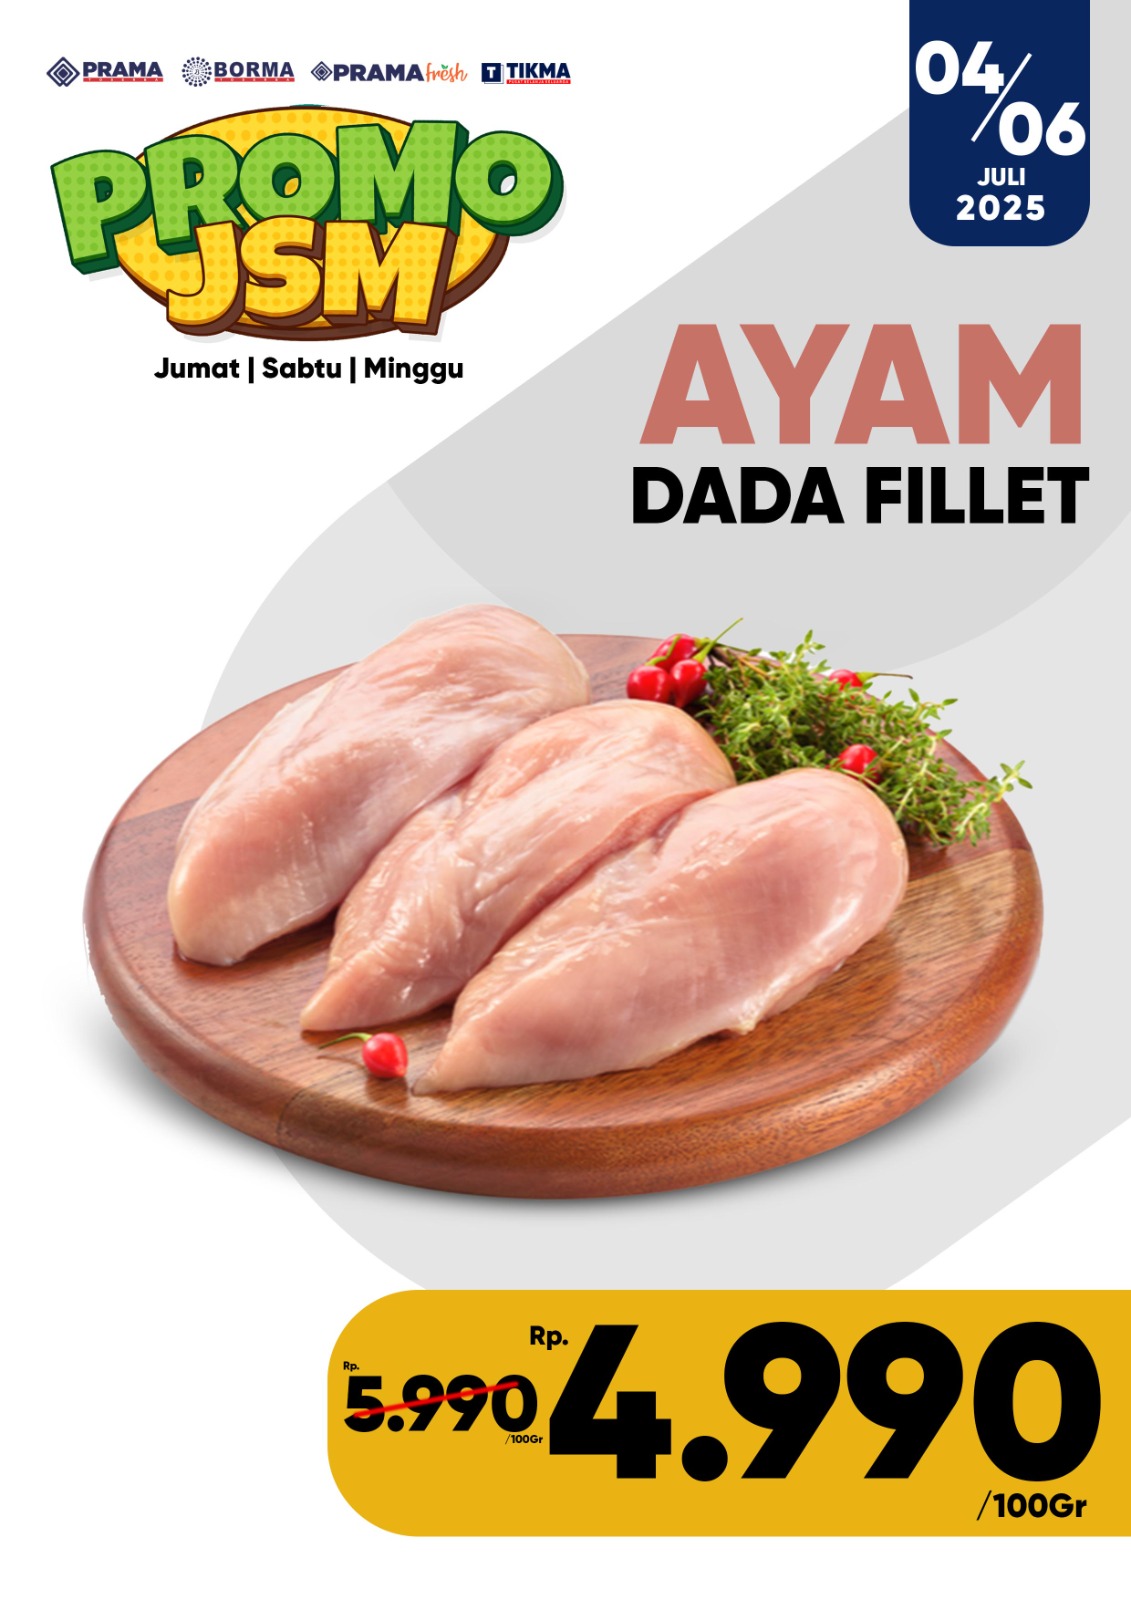 PRAMA BORMA PRAMA fresh TIKMA
PROMO
JSM
Jumat | Sabtu | Minggu
04/06
JULI
2025
AYAM
DADA FILLET
Rp.
5.990
/100Gr
Rp.
4.990
/100Gr